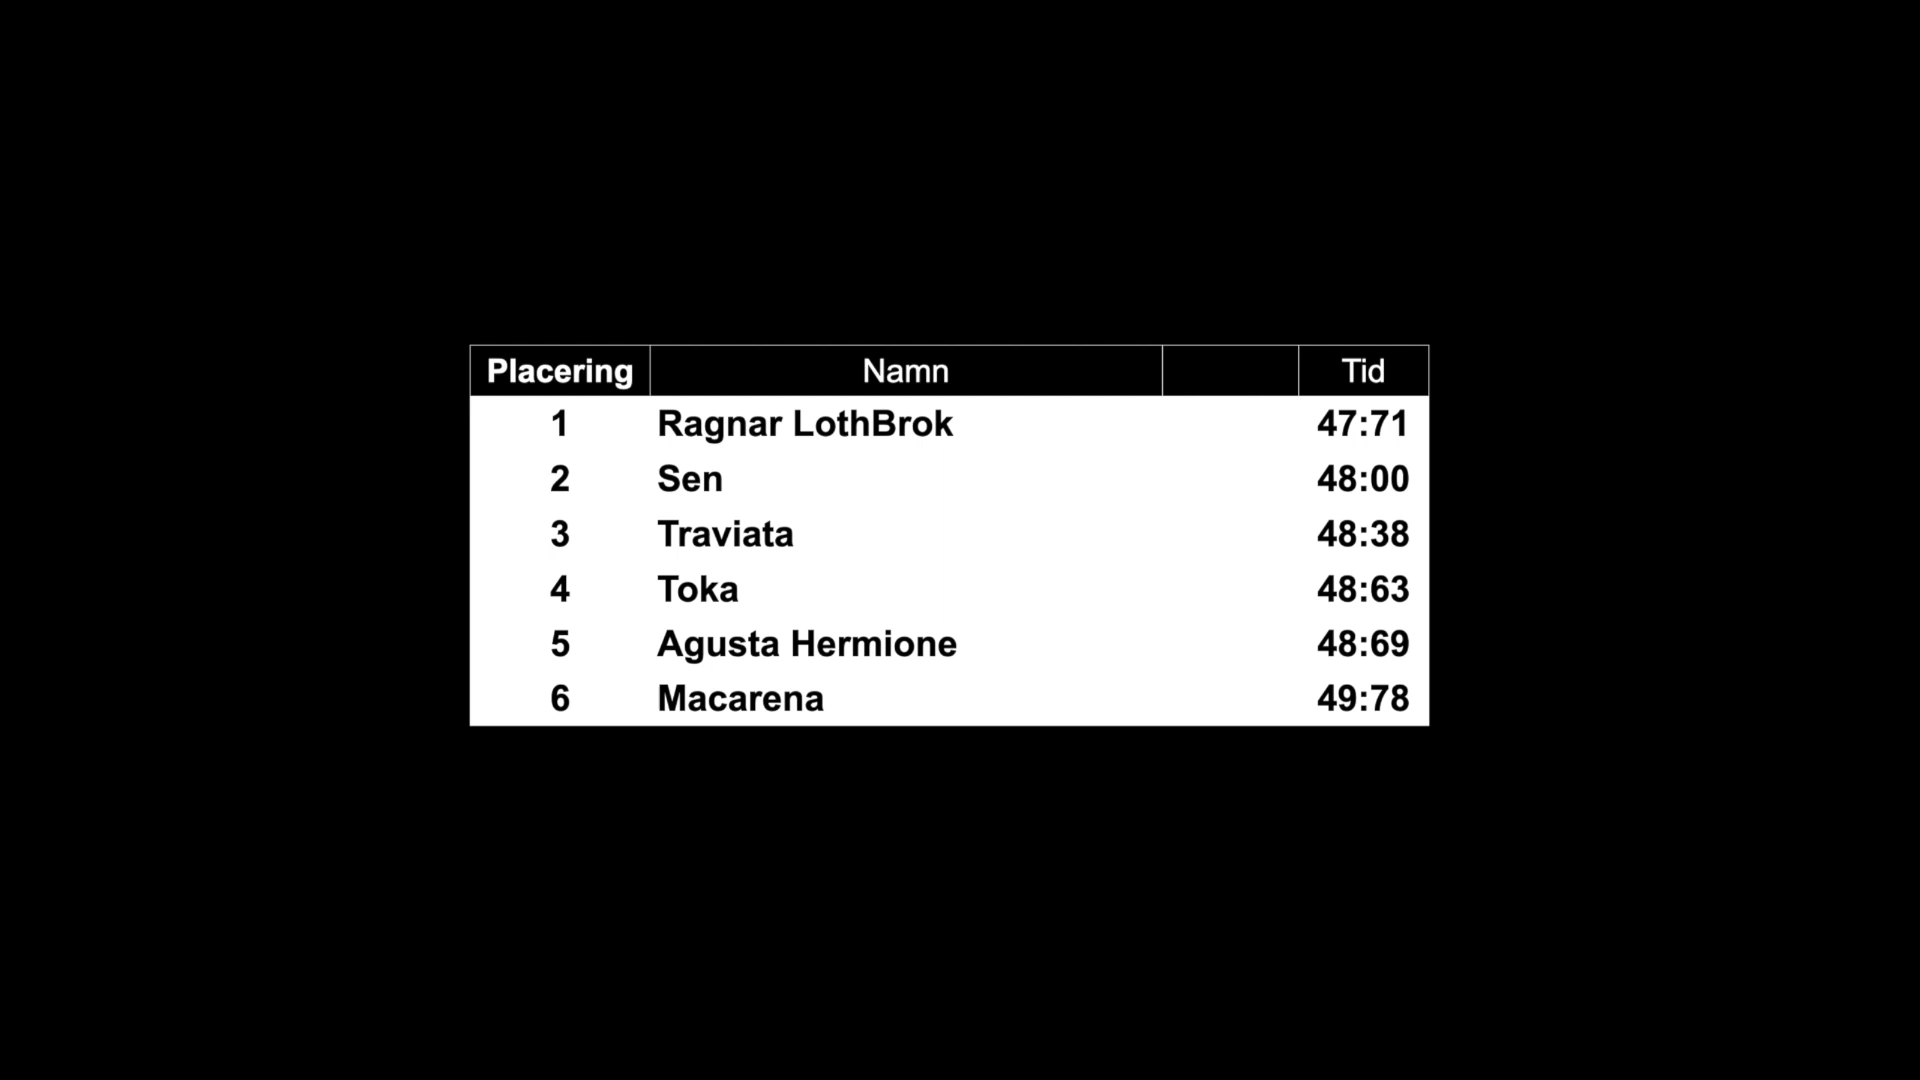 Placering Namn Tid
1 Ragnar LothBrok 47:71
2 Sen 48:00
3 Traviata 48:38
4 Toka 48:63
5 Agusta Hermione 48:69
6 Macarena 49:78